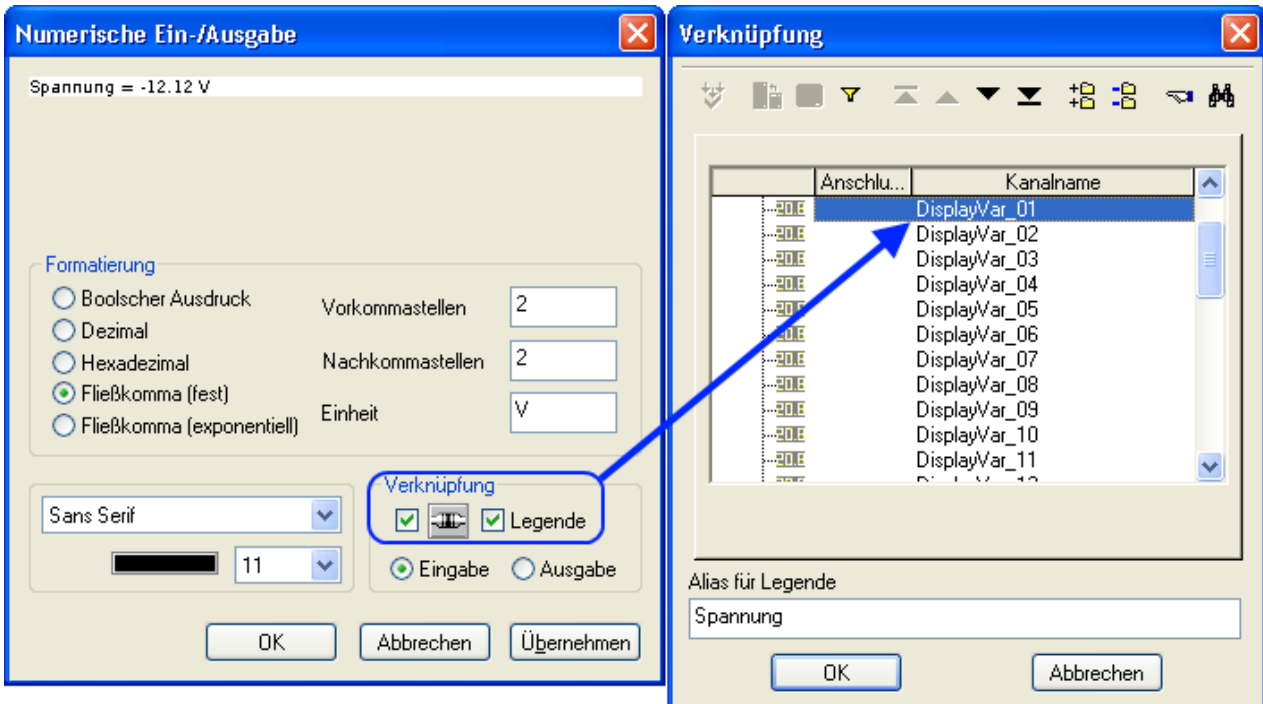 Numerische Ein-/Ausgabe
Spannung = -12.12 V
Formatierung
Boolscher Ausdruck
Dezimal
Hexadezimal
Fließkomma (fest)
Fließkomma (exponentiell)
Vorkommastellen 2
Nachkommastellen 2
Einheit V
Sans Serif
11
Verknüpfung
Legende
Eingabe Ausgabe
OK Abbrechen Übernehmen
Verknüpfung
Anschlu... Kanalname
DisplayVar_01
DisplayVar_02
DisplayVar_03
DisplayVar_04
DisplayVar_05
DisplayVar_06
DisplayVar_07
DisplayVar_08
DisplayVar_09
DisplayVar_10
DisplayVar_11
Alias für Legende
Spannung
OK Abbrechen